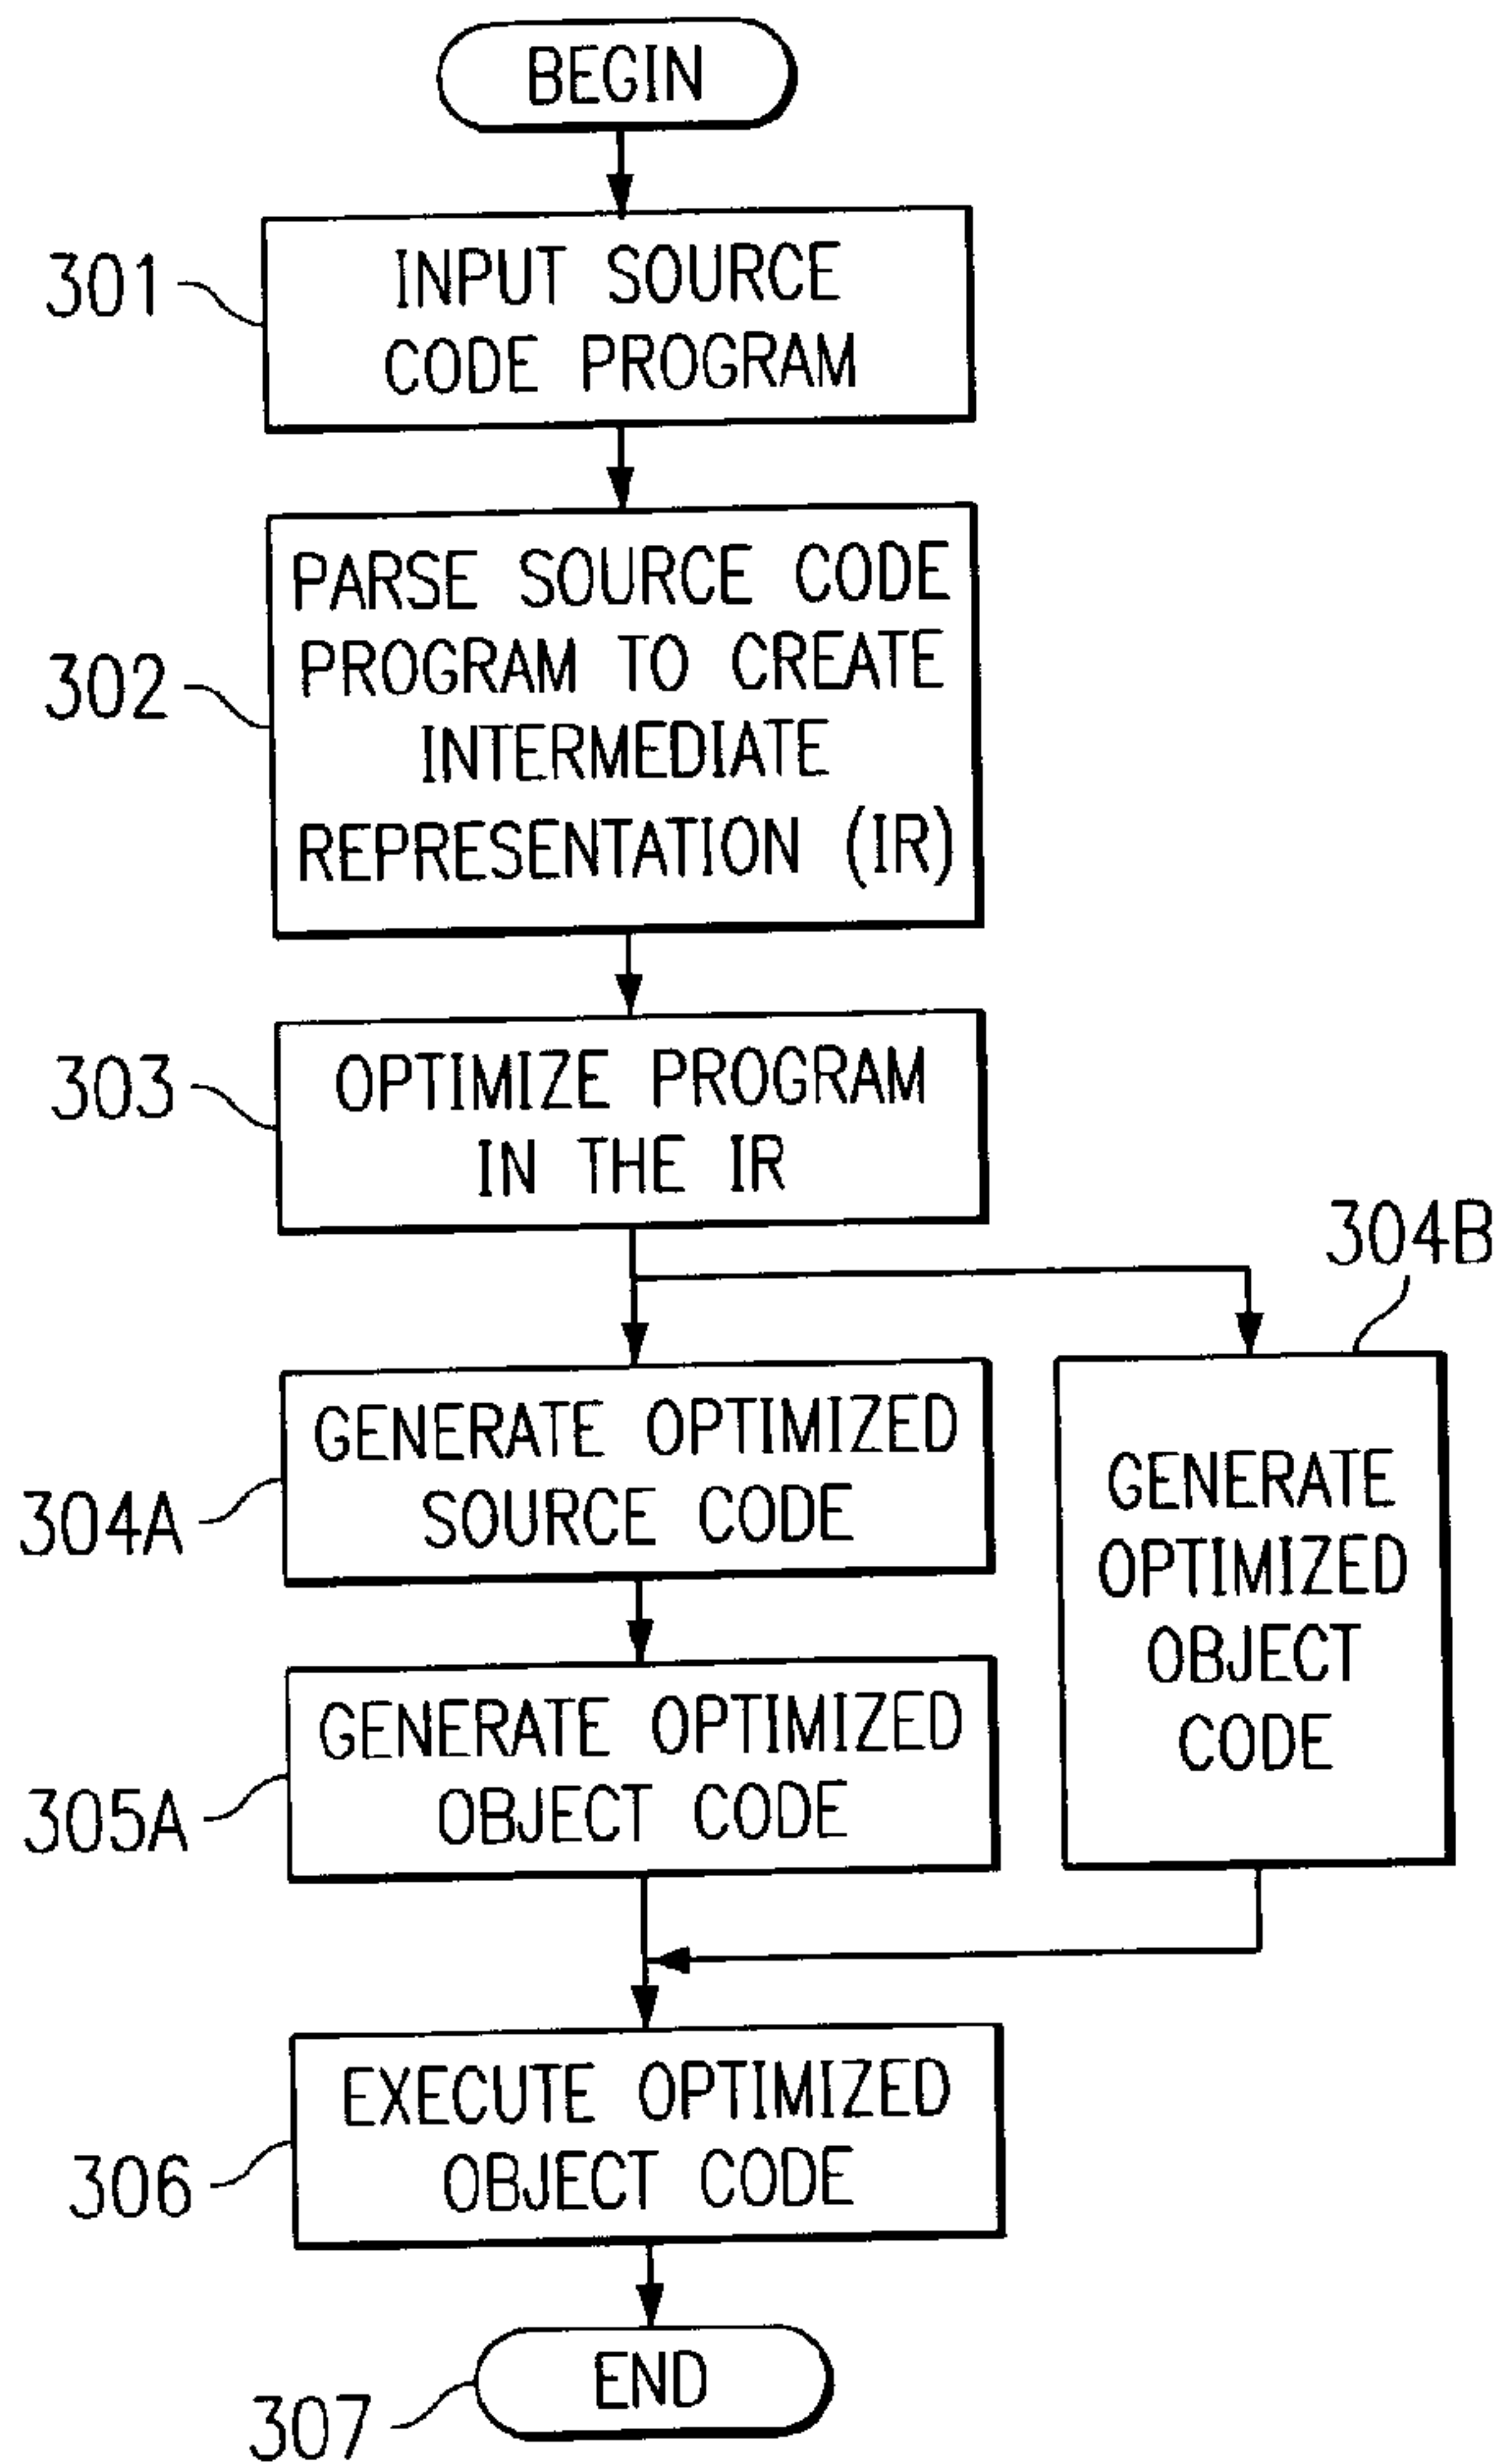 BEGIN
301
INPUT SOURCE
CODE PROGRAM
302
PARSE SOURCE CODE
PROGRAM TO CREATE
INTERMEDIATE
REPRESENTATION (IR)
303
OPTIMIZE PROGRAM
IN THE IR
304B
304A
GENERATE OPTIMIZED
SOURCE CODE
GENERATE
OPTIMIZED
OBJECT
CODE
305A
GENERATE OPTIMIZED
OBJECT CODE
306
EXECUTE OPTIMIZED
OBJECT CODE
307
END